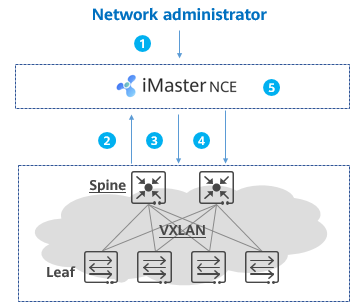 Network administrator
1
iMaster NCE 5
2 3 4
Spine
VXLAN
Leaf